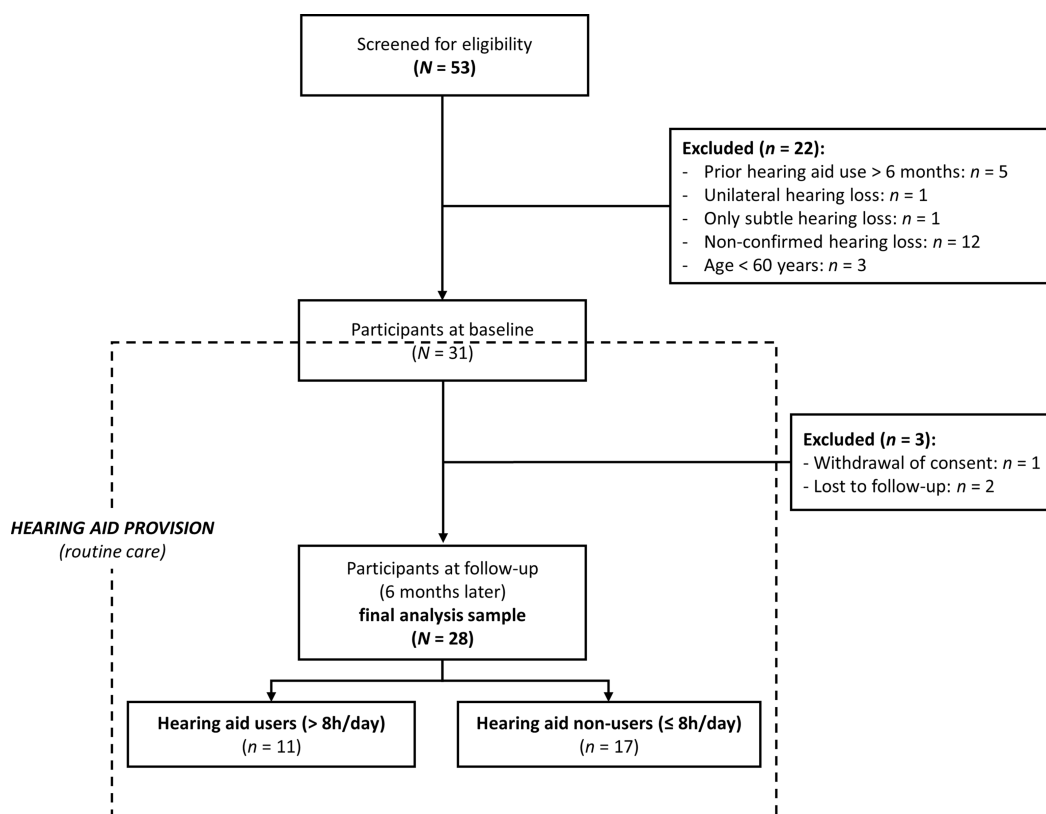 Screened for eligibility
(N = 53)
Excluded (n = 22):
- Prior hearing aid use > 6 months: n = 5
- Unilateral hearing loss: n = 1
- Only subtle hearing loss: n = 1
- Non-confirmed hearing loss: n = 12
- Age < 60 years: n = 3
Participants at baseline
(N = 31)
Excluded (n = 3):
- Withdrawal of consent: n = 1
- Lost to follow-up: n = 2
HEARING AID PROVISION
(routine care)
Participants at follow-up
(6 months later)
final analysis sample
(N = 28)
Hearing aid users (> 8h/day)
(n = 11)
Hearing aid non-users (≤ 8h/day)
(n = 17)